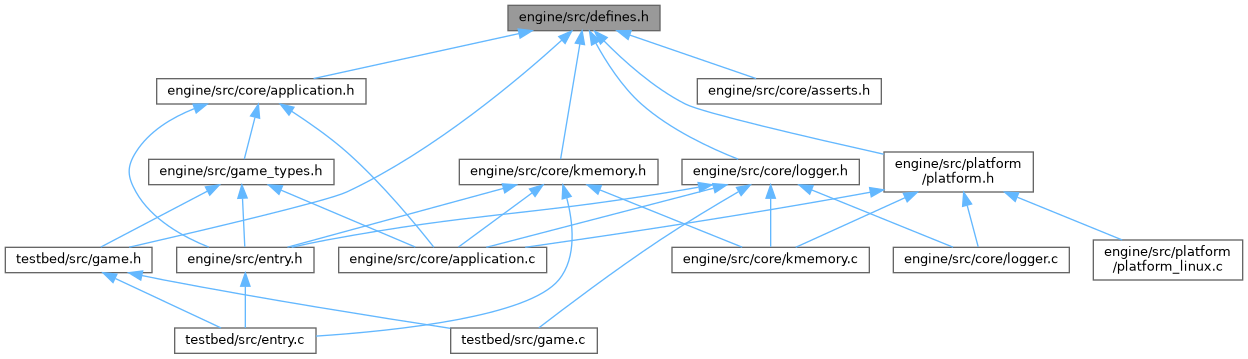 engine/src/defines.h
engine/src/core/application.h
engine/src/core/asserts.h
engine/src/game_types.h
engine/src/core/kmemory.h
engine/src/core/logger.h
engine/src/platform
/platform.h
testbed/src/game.h
engine/src/entry.h
engine/src/core/application.c
engine/src/core/kmemory.c
engine/src/core/logger.c
engine/src/platform
/platform_linux.c
testbed/src/entry.c
testbed/src/game.c